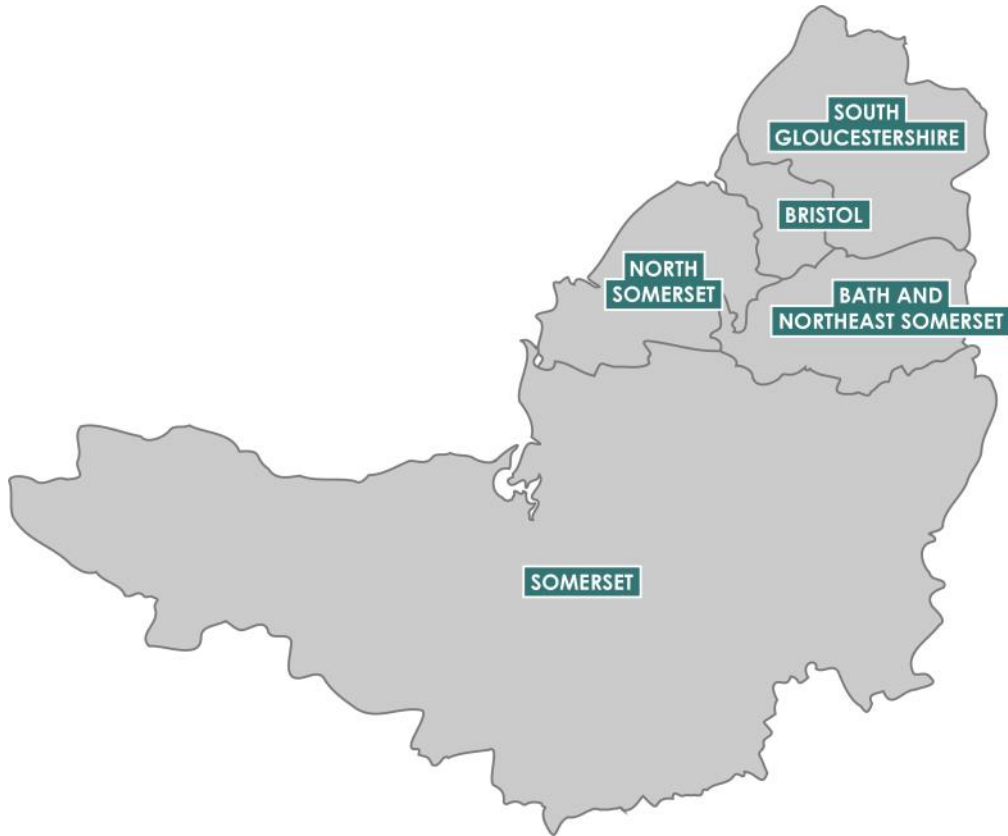 SOUTH
GLOUCESTERSHIRE
BRISTOL
NORTH
SOMERSET
BATH AND
NORTHEAST SOMERSET
SOMERSET